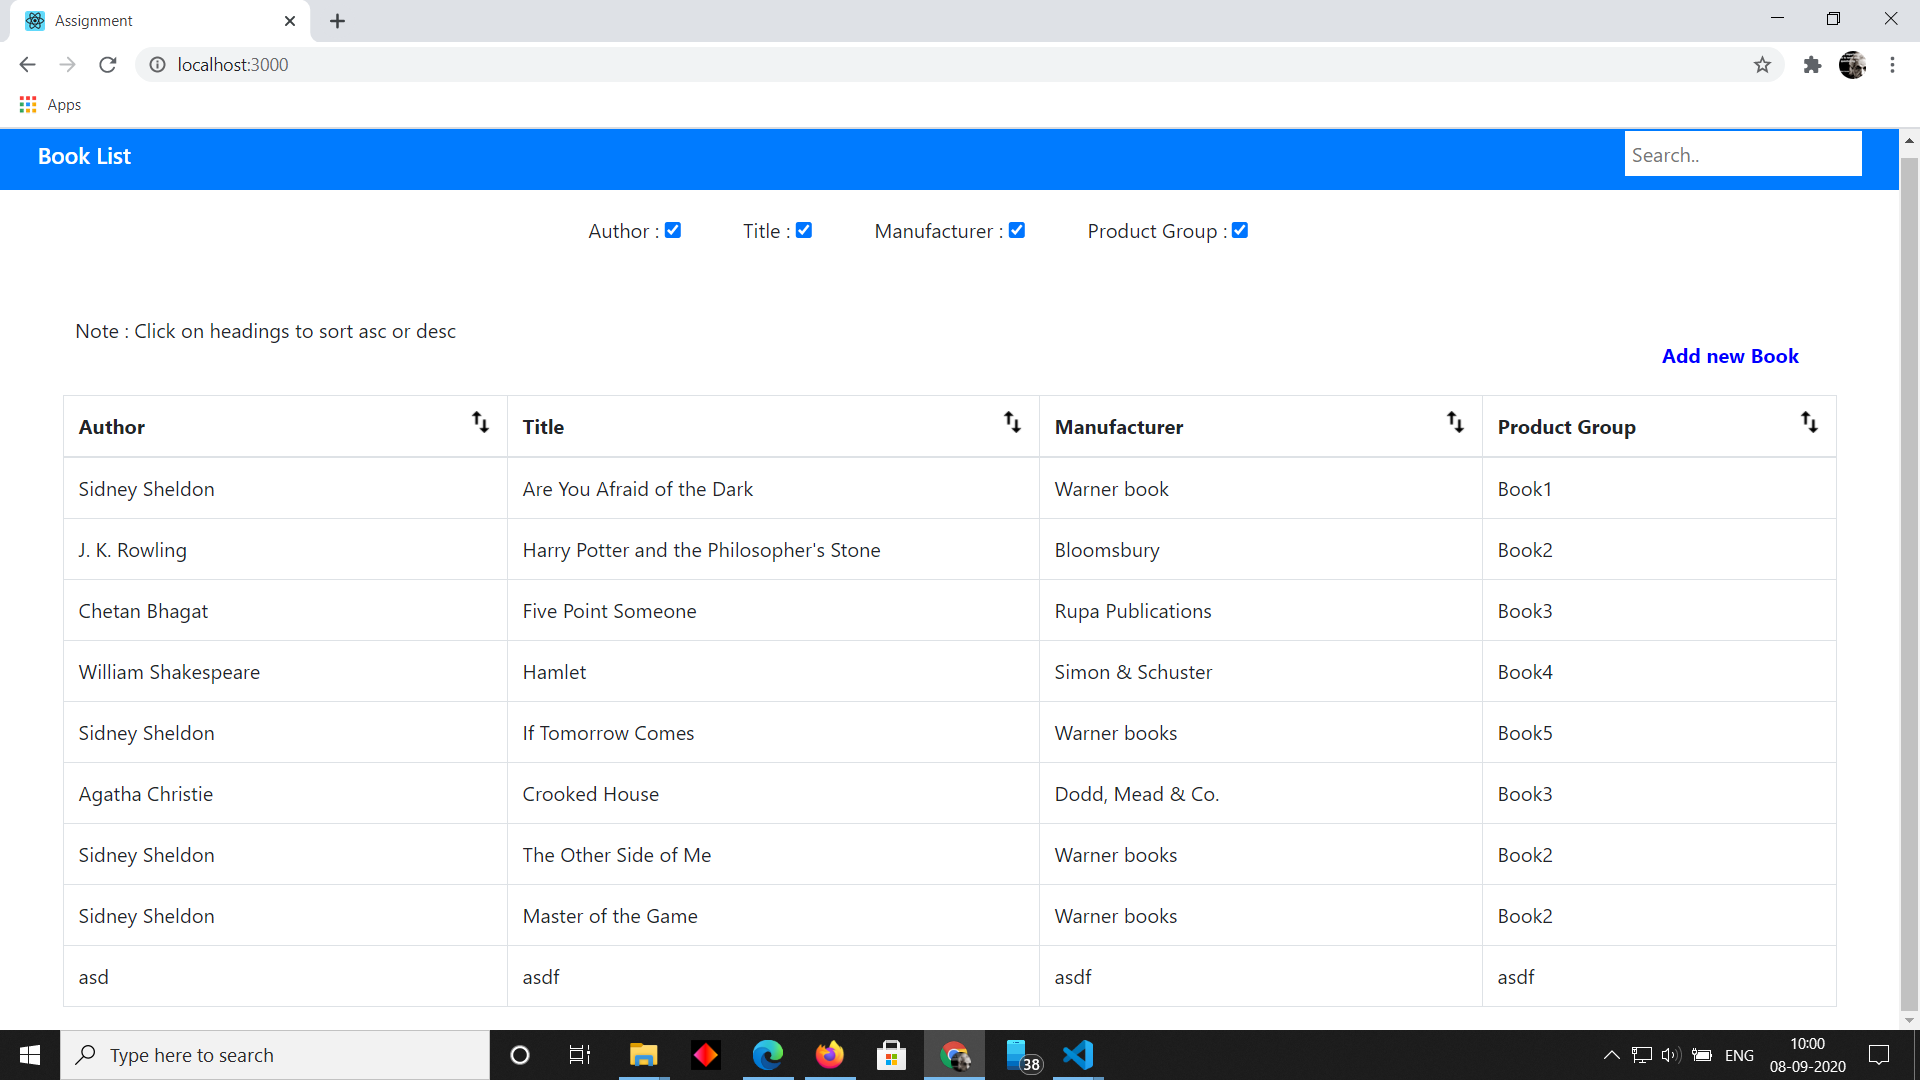 Assignment
localhost:3000
Apps
Book List
Search..
Author :
Title :
Manufacturer :
Product Group :
Note : Click on headings to sort asc or desc
Add new Book
Author Title Manufacturer Product Group
Sidney Sheldon Are You Afraid of the Dark Warner book Book1
J. K. Rowling Harry Potter and the Philosopher's Stone Bloomsbury Book2
Chetan Bhagat Five Point Someone Rupa Publications Book3
William Shakespeare Hamlet Simon & Schuster Book4
Sidney Sheldon If Tomorrow Comes Warner books Book5
Agatha Christie Crooked House Dodd, Mead & Co. Book3
Sidney Sheldon The Other Side of Me Warner books Book2
Sidney Sheldon Master of the Game Warner books Book2
asd asdf asdf asdf
Type here to search
38
ENG
10:00
08-09-2020